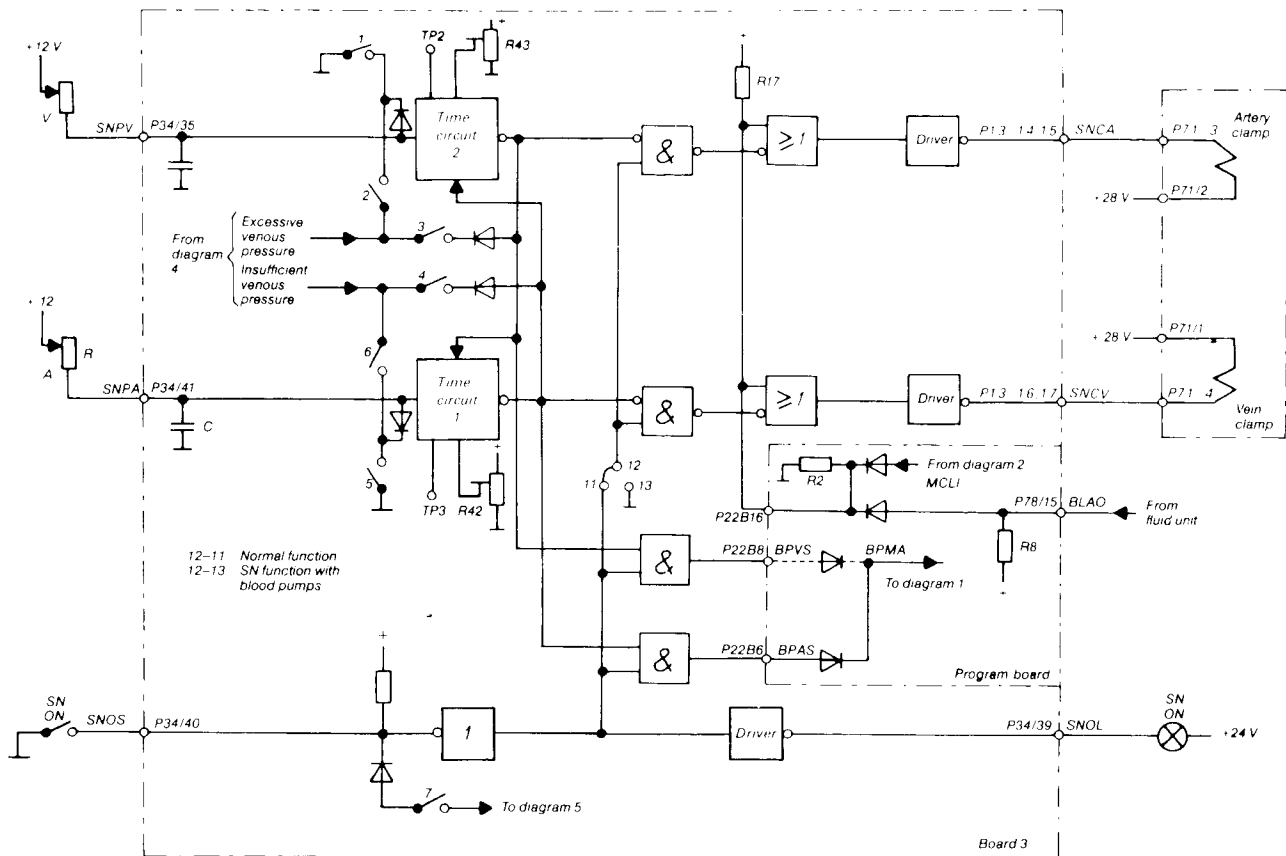 +12 V
V
SNPV
P34/35
1
TP2
+
R43
Time
circuit
2
2
From
diagram
4
Excessive
venous
pressure
Insufficient
venous
pressure
3
4
+ 12
R
A
SNPA
P34/41
C
6
5
Time
circuit
1
TP3
R42
+
+
R17
&
≥1
Driver
P13 14,15
SNCA
P71 3
Artery
clamp
+28 V
P71/2
&
≥1
Driver
P13 16,17
SNCV
+28 V
P71/1
P71 4
Vein
clamp
12
11
13
R2
From diagram 2
MCLI
P22B16
P78/15
BLAO
From
fluid unit
R8
+
12–11 Normal function
12–13 SN function with
blood pumps
&
P22B8
BPVS
BPMA
To diagram 1
&
P22B6
BPAS
Program board
+
SN
ON
SNOS
P34/40
1
Driver
P34/39
SNOL
SN
ON
+24 V
7
To diagram 5
Board 3